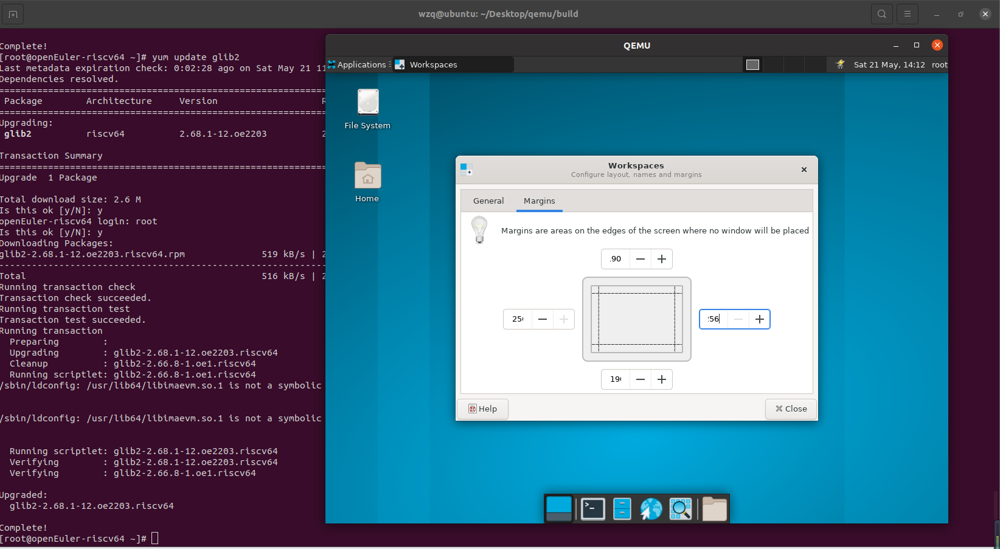 wzq@ubuntu: ~/Desktop/qemu/build
Complete!
[root@openEuler-riscv64 ~]# yum update glib2
Last metadata expiration check: 0:02:28 ago on Sat May 21 11
Dependencies resolved.
================================================================
Package Architecture Version R
================================================================
Upgrading:
glib2 riscv64 2.68.1-12.oe2203 2
Transaction Summary
================================================================
Upgrade 1 Package
Total download size: 2.6 M
Is this ok [y/N]: y
openEuler-riscv64 login: root
Is this ok [y/N]: y
Downloading Packages:
glib2-2.68.1-12.oe2203.riscv64.rpm 519 kB/s | 2
----------------------------------------------------------------
Total 516 kB/s | 2
Running transaction check
Transaction check succeeded.
Running transaction test
Transaction test succeeded.
Running transaction
Preparing :
Upgrading : glib2-2.68.1-12.oe2203.riscv64
Cleanup : glib2-2.66.8-1.oe1.riscv64
Running scriptlet: glib2-2.66.8-1.oe1.riscv64
/sbin/ldconfig: /usr/lib64/libimaevm.so.1 is not a symbolic
/sbin/ldconfig: /usr/lib64/libimaevm.so.1 is not a symbolic
Running scriptlet: glib2-2.68.1-12.oe2203.riscv64
Verifying : glib2-2.68.1-12.oe2203.riscv64
Verifying : glib2-2.66.8-1.oe1.riscv64
Upgraded:
glib2-2.68.1-12.oe2203.riscv64
Complete!
[root@openEuler-riscv64 ~]#
QEMU
Applications
Workspaces
Sat 21 May, 14:12 root
File System
Home
Workspaces
Configure layout, names and margins
General Margins
Margins are areas on the edges of the screen where no window will be placed
90
25
56
19
Help
Close